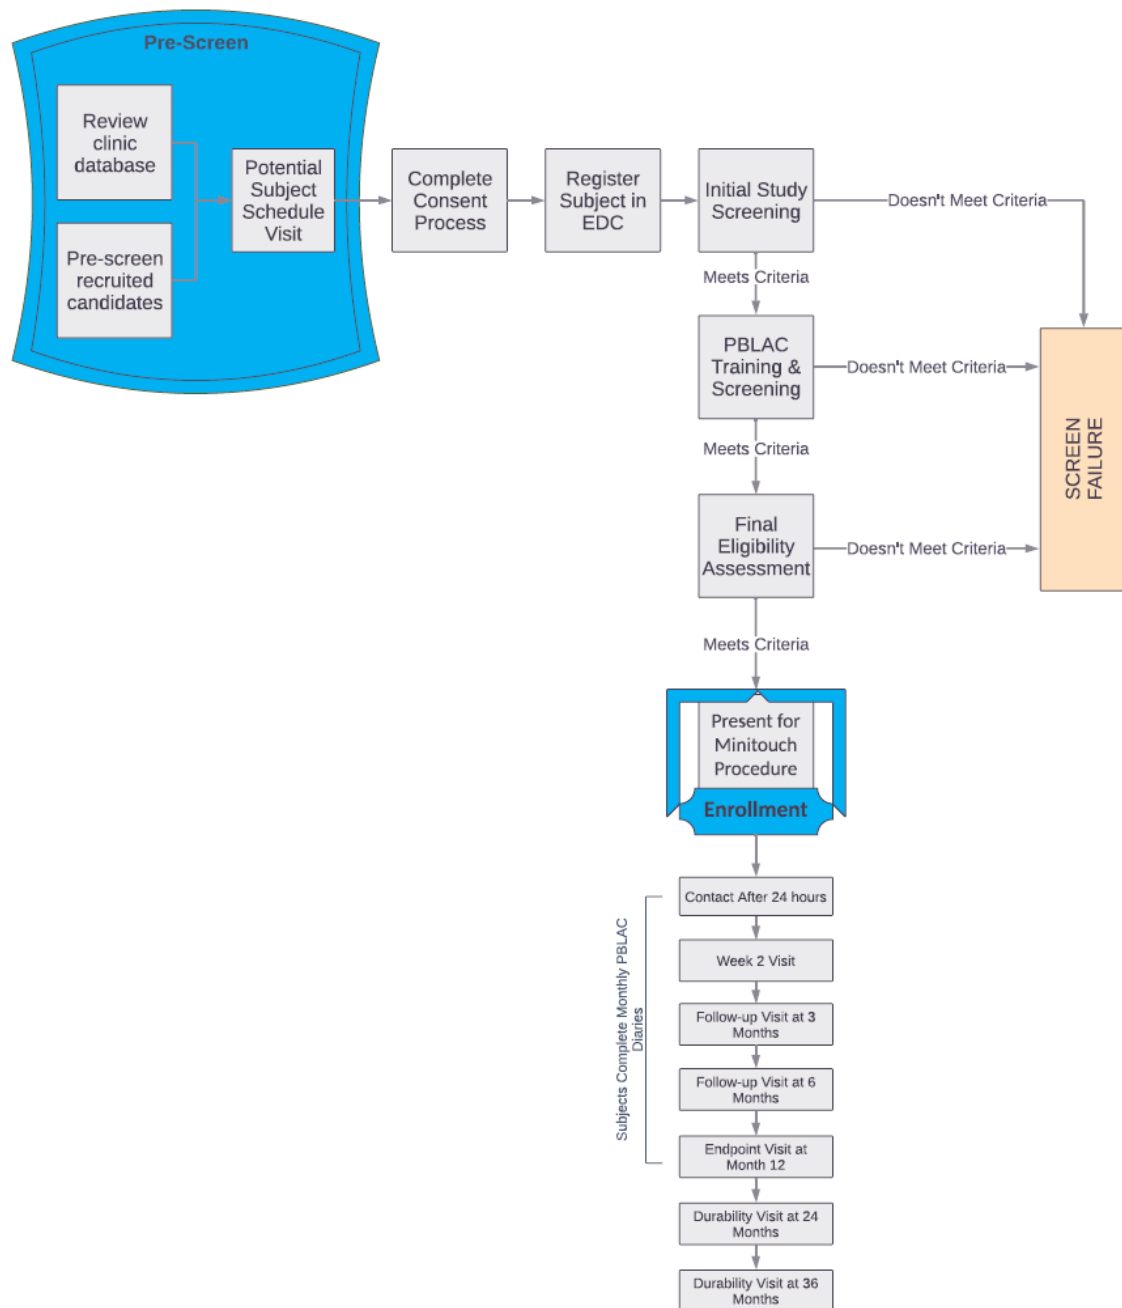 Pre-Screen
Review
clinic
database
Pre-screen
recruited
candidates
Potential
Subject
Schedule
Visit
Complete
Consent
Process
Register
Subject in
EDC
Initial Study
Screening
Doesn't Meet Criteria
Meets Criteria
PBLAC
Training &
Screening
Doesn't Meet Criteria
Meets Criteria
Final
Eligibility
Assessment
Doesn't Meet Criteria
SCREEN
FAILURE
Meets Criteria
Present for
Minitouch
Procedure
Enrollment
Contact After 24 hours
Week 2 Visit
Follow-up Visit at 3
Months
Follow-up Visit at 6
Months
Endpoint Visit at
Month 12
Subjects Complete Monthly PBLAC
Diaries
Durability Visit at 24
Months
Durability Visit at 36
Months